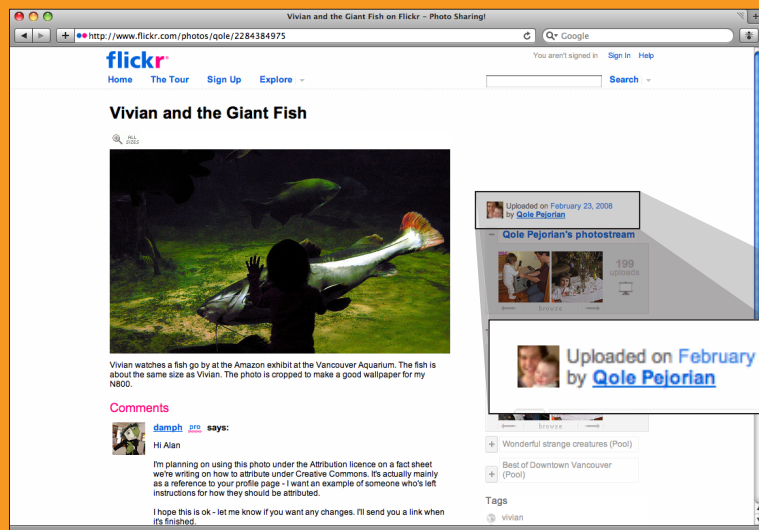 Vivian and the Giant Fish on Flickr – Photo Sharing!
http://www.flickr.com/photos/qole/2284384975
Google
flickr
You aren't signed in Sign In Help
Home The Tour Sign Up Explore
Search
Vivian and the Giant Fish
ALL
SIZES
Uploaded on February 23, 2008
by Qole Pejorian
Qole Pejorian's photostream
199
uploads
browse
Uploaded on February
by Qole Pejorian
Vivian watches a fish go by at the Amazon exhibit at the Vancouver Aquarium. The fish is
about the same size as Vivian. The photo is cropped to make a good wallpaper for my
N800.
Comments
damph pro says:
Hi Alan
I'm planning on using this photo under the Attribution licence on a fact sheet
we're writing on how to attribute under Creative Commons. It's actually mainly
as a reference to your profile page - I want an example of someone who's left
instructions for how they should be attributed.
I hope this is ok - let me know if you want any changes. I'll send you a link when
it's finished.
browse
Wonderful strange creatures (Pool)
Best of Downtown Vancouver
(Pool)
Tags
vivian